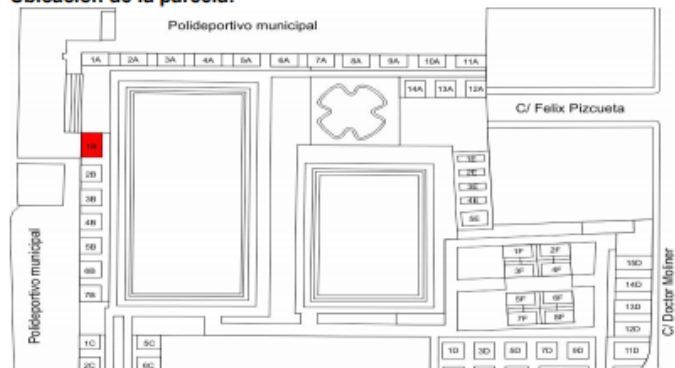 Ubicación de la parcela:
Polideportivo municipal
1A 2A 3A 4A 5A 6A 7A 8A 9A 10A 11A
14A 13A 12A
C/ Felix Pizcueta
1B
2B
3B
4B
5B
6B
7B
Polideportivo municipal
1E
2E
3E
4E
5E
1F 2F
3F 4F
5F 6F
7F 8F
15D
14D
13D
12D
11D
C/ Doctor Moliner
1C 5C
2C 6C
1D 3D 5D 7D 9D